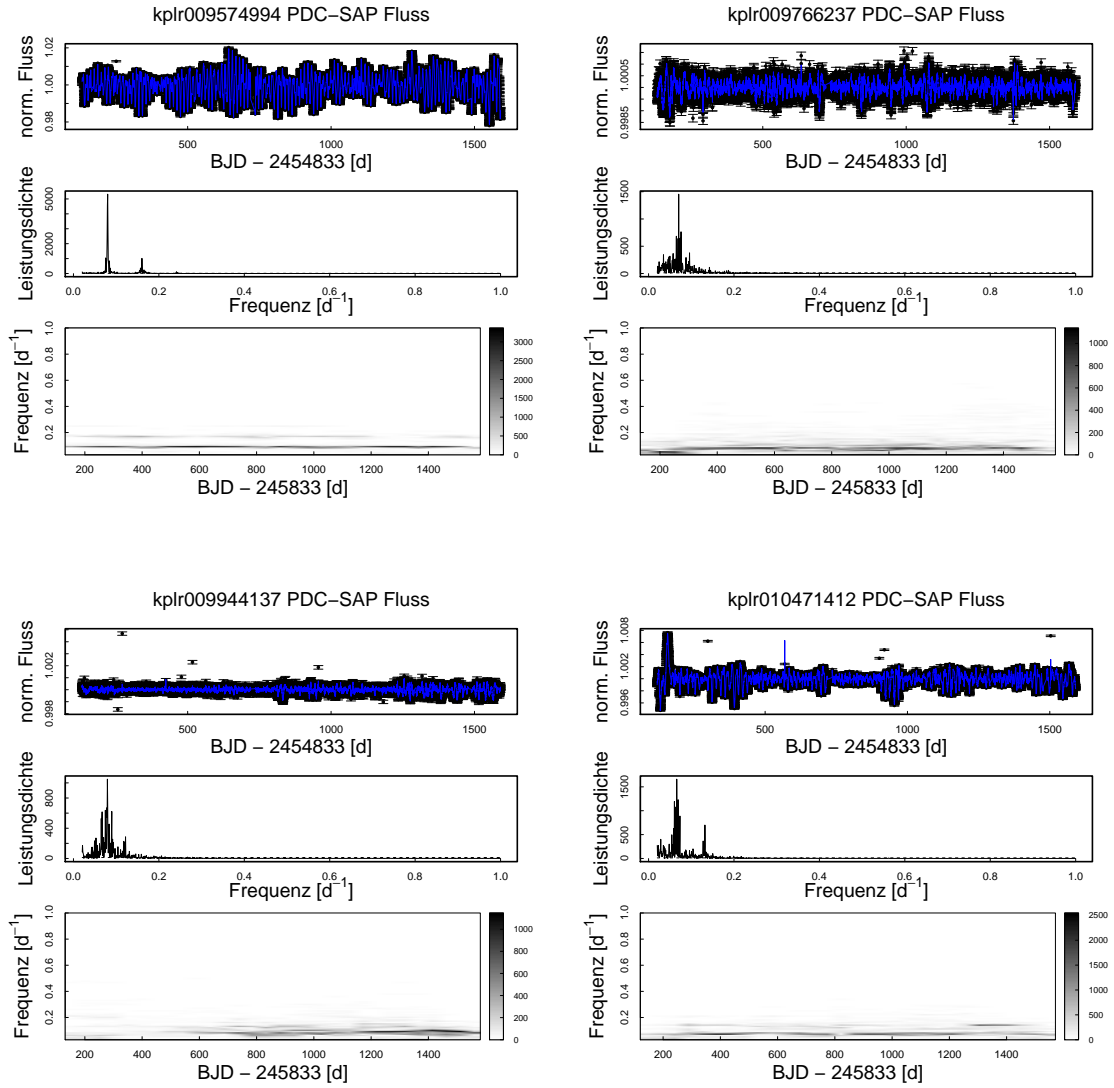 kplr009574994 PDC−SAP Fluss
norm. Fluss
0.98 1.00 1.02
500 1000 1500
BJD − 2454833 [d]
Leistungsdichte
0 2000 5000
0.0 0.2 0.4 0.6 0.8 1.0
Frequenz [d−1]
Frequenz [d−1]
0.2 0.4 0.6 0.8 1.0
0 500 1000 1500 2000 2500 3000
200 400 600 800 1000 1200 1400
BJD − 245833 [d]
kplr009766237 PDC−SAP Fluss
norm. Fluss
0.9985 1.0005
500 1000 1500
BJD − 2454833 [d]
Leistungsdichte
0 500 1500
0.0 0.2 0.4 0.6 0.8 1.0
Frequenz [d−1]
Frequenz [d−1]
0.2 0.4 0.6 0.8 1.0
0 200 400 600 800 1000
200 400 600 800 1000 1200 1400
BJD − 245833 [d]
kplr009944137 PDC−SAP Fluss
norm. Fluss
0.998 1.002
500 1000 1500
BJD − 2454833 [d]
Leistungsdichte
0 400 800
0.0 0.2 0.4 0.6 0.8 1.0
Frequenz [d−1]
Frequenz [d−1]
0.2 0.4 0.6 0.8 1.0
0 200 400 600 800 1000
200 400 600 800 1000 1200 1400
BJD − 245833 [d]
kplr010471412 PDC−SAP Fluss
norm. Fluss
0.996 1.002 1.008
500 1000 1500
BJD − 2454833 [d]
Leistungsdichte
0 500 1500
0.0 0.2 0.4 0.6 0.8 1.0
Frequenz [d−1]
Frequenz [d−1]
0.2 0.4 0.6 0.8 1.0
0 500 1000 1500 2000 2500
200 400 600 800 1000 1200 1400
BJD − 245833 [d]